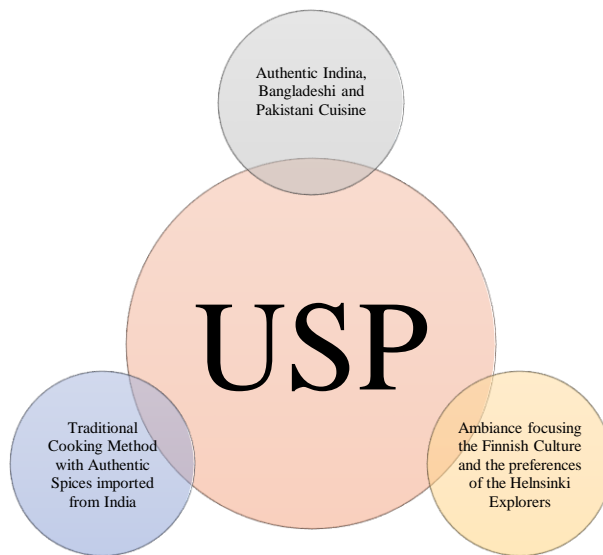 Authentic Indina,
Bangladeshi and
Pakistani Cuisine
USP
Traditional
Cooking Method
with Authentic
Spices imported
from India
Ambiance focusing
the Finnish Culture
and the preferences
of the Helnsinki
Explorers